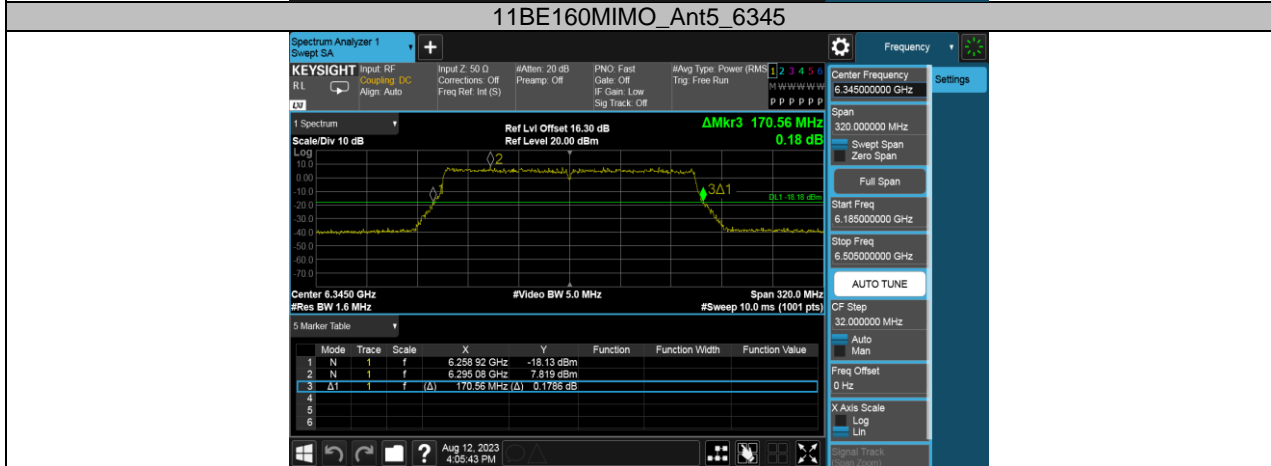 11BE160MIMO_Ant5_6345
Spectrum Analyzer 1
Swept SA
+
Frequency
KEYSIGHT Input: RF Input Z: 50 Ω #Atten: 20 dB PNO: Fast #Avg Type: Power (RMS 1 2 3 4 5 6
RL Coupling: DC Corrections: Off Preamp: Off Gate: Off Trig: Free Run M W W W W W
Align: Auto Freq Ref: Int (S) IF Gain: Low
LXI Sig Track: Off P P P P P P
Center Frequency
6.345000000 GHz
Settings
Span
320.000000 MHz
Swept Span
Zero Span
Full Span
Start Freq
6.185000000 GHz
Stop Freq
6.505000000 GHz
AUTO TUNE
CF Step
32.000000 MHz
Auto
Man
Freq Offset
0 Hz
X Axis Scale
Log
Lin
Signal Track
(Span Zoom)
1 Spectrum
Ref Lvl Offset 16.30 dB
ΔMkr3 170.56 MHz
Scale/Div 10 dB
Ref Level 20.00 dBm
0.18 dB
Log
10.0
0.00
-10.0
-20.0
-30.0
-40.0
-50.0
-60.0
-70.0
2
1
3Δ1
DL1 -18.18 dBm
Center 6.3450 GHz #Video BW 5.0 MHz Span 320.0 MHz
#Res BW 1.6 MHz #Sweep 10.0 ms (1001 pts)
5 Marker Table
Mode Trace Scale X Y Function Function Width Function Value
1 N 1 f 6.258 92 GHz -18.13 dBm
2 N 1 f 6.295 08 GHz 7.819 dBm
3 Δ1 1 f (Δ) 170.56 MHz (Δ) 0.1786 dB
4
5
6
?
Aug 12, 2023
4:05:43 PM